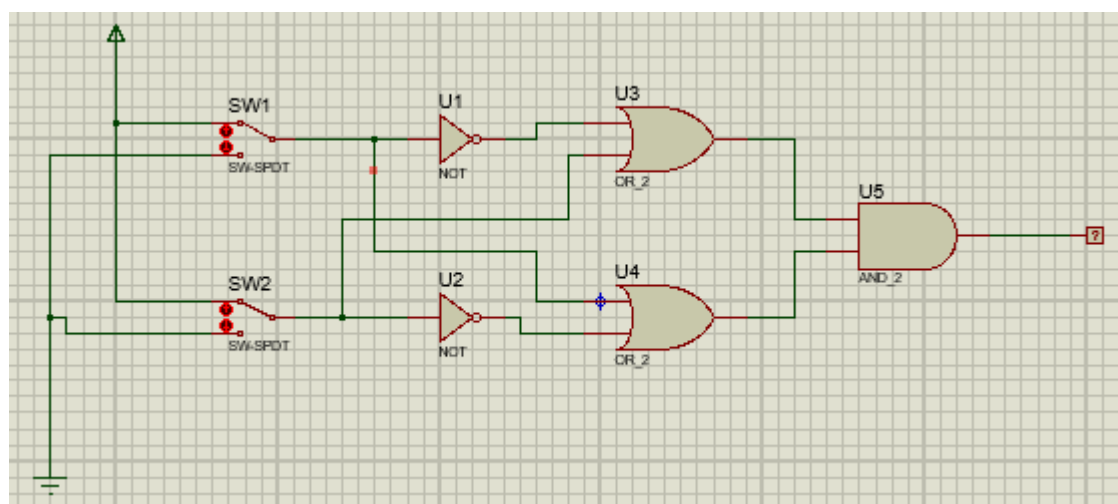 SW1
SW-SPDT
U1
NOT
U3
OR_2
U5
AND_2
?
SW2
SW-SPDT
U2
NOT
U4
OR_2